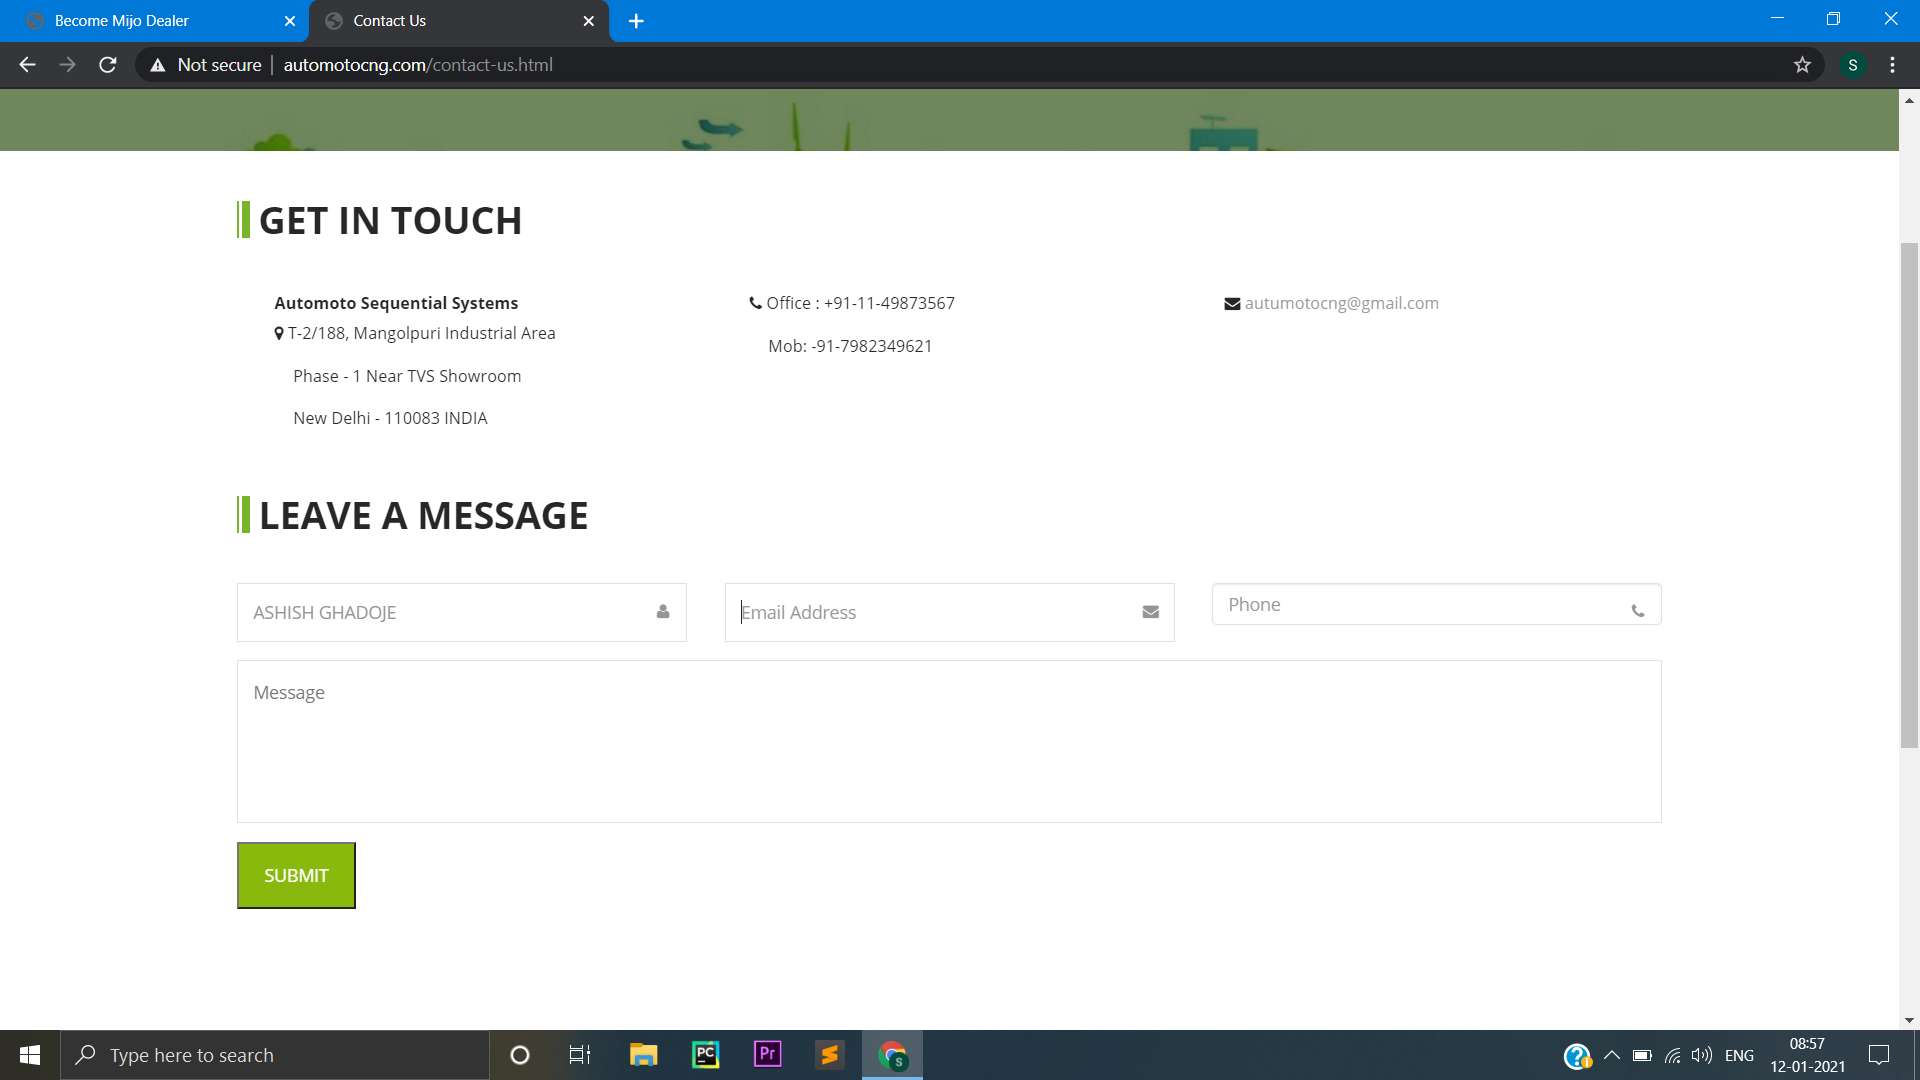 Become Mijo Dealer
Contact Us
Not secure
automotocng.com/contact-us.html
S
GET IN TOUCH
Automoto Sequential Systems
T-2/188, Mangolpuri Industrial Area
Phase - 1 Near TVS Showroom
New Delhi - 110083 INDIA
Office : +91-11-49873567
Mob: -91-7982349621
autumotocng@gmail.com
LEAVE A MESSAGE
ASHISH GHADOJE
Email Address
Phone
Message
SUBMIT
Type here to search
PC
Pr
S
ENG
08:57
12-01-2021